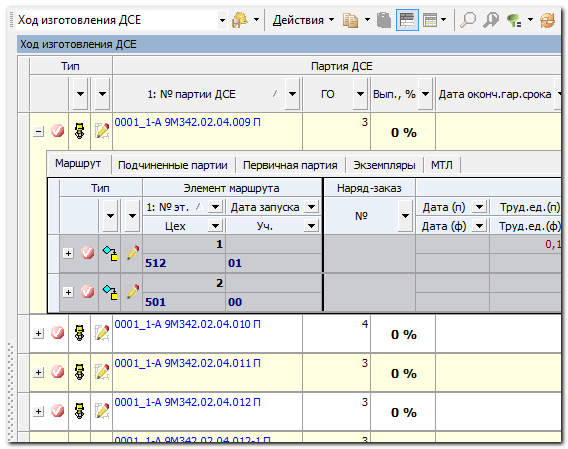 Ход изготовления ДСЕ Действия
Ход изготовления ДСЕ
Тип Партия ДСЕ
1: № партии ДСЕ ГО Вып., % Дата оконч.гар.срока
0001_1-А 9М342.02.04.009 П 3 0 %
Маршрут Подчиненные партии Первичная партия Экземпляры МТЛ
Тип Элемент маршрута Наряд-заказ
1: № эт. Дата запуска № Дата (п) Труд.ед.(п)
Цех Уч. Дата (ф) Труд.ед.(ф)
1 0,1
512 01
2
501 00
0001_1-А 9М342.02.04.010 П 4 0 %
0001_1-А 9М342.02.04.011 П 3 0 %
0001_1-А 9М342.02.04.012 П 3 0 %
0001_1-А 9М342.02.04.012-1 П 3